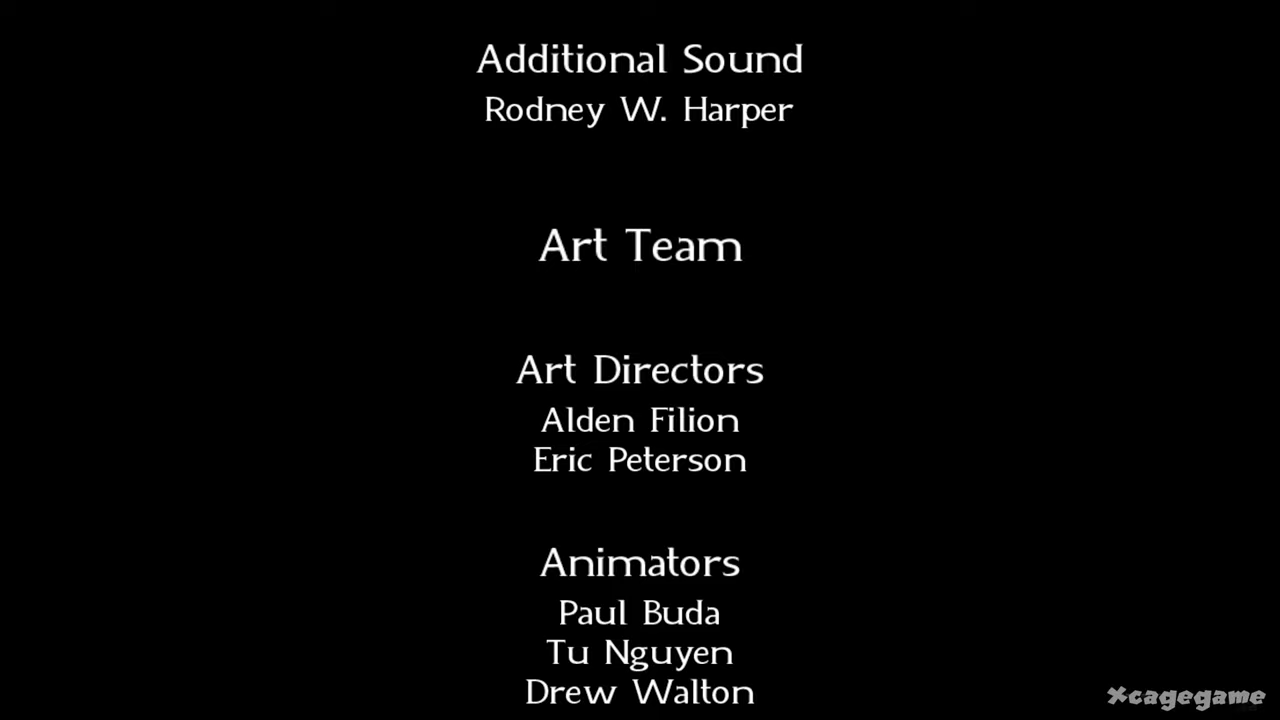 Additional Sound
Rodney W. Harper
Art Team
Art Directors
Alden Filion
Eric Peterson
Animators
Paul Buda
Tu Nguyen
Drew Walton
Xcagegame